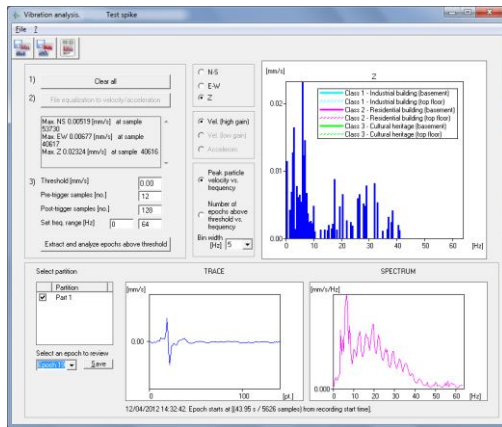 Vibration analysis. Test spike
File ?
1) Clear all
2) File equalization to velocity/acceleration
Max. NS 0.00519 [mm/s] at sample
53730
Max. EW 0.00677 [mm/s] at sample
40617
Max. Z 0.02324 [mm/s] at sample 40616
3) Threshold [mm/s] 0.00
Pre-trigger samples [no.] 12
Post-trigger samples [no.] 128
Set freq. range [Hz] 0 64
Extract and analyze epochs above threshold
N-S
E-W
Z
Vel. (high gain)
Vel. (low gain)
Peak particle
velocity vs.
frequency
Number of
epochs above
threshold vs.
frequency
Bin width
[Hz] 5
[mm/s]
Z
Class 1 - Industrial building (basement)
Class 1 - Industrial building (top floor)
Class 2 - Residential building (basement)
Class 2 - Residential building (top floor)
Class 3 - Cultural heritage (basement)
Class 3 - Cultural heritage (top floor)
0.02
0.01
0.00
0 10 20 30 40 50 60 [Hz]
Select partition
Partition
Part 1
Select an epoch to review
Save
TRACE
[mm/s]
0.00
0 100 [pt.]
SPECTRUM
[mm/s/Hz]
0.000
0 10 20 30 40 50 60 [Hz]
12/04/2012 14:32:42. Epoch starts at [(43.95 s / 5626 samples) from recording start time].